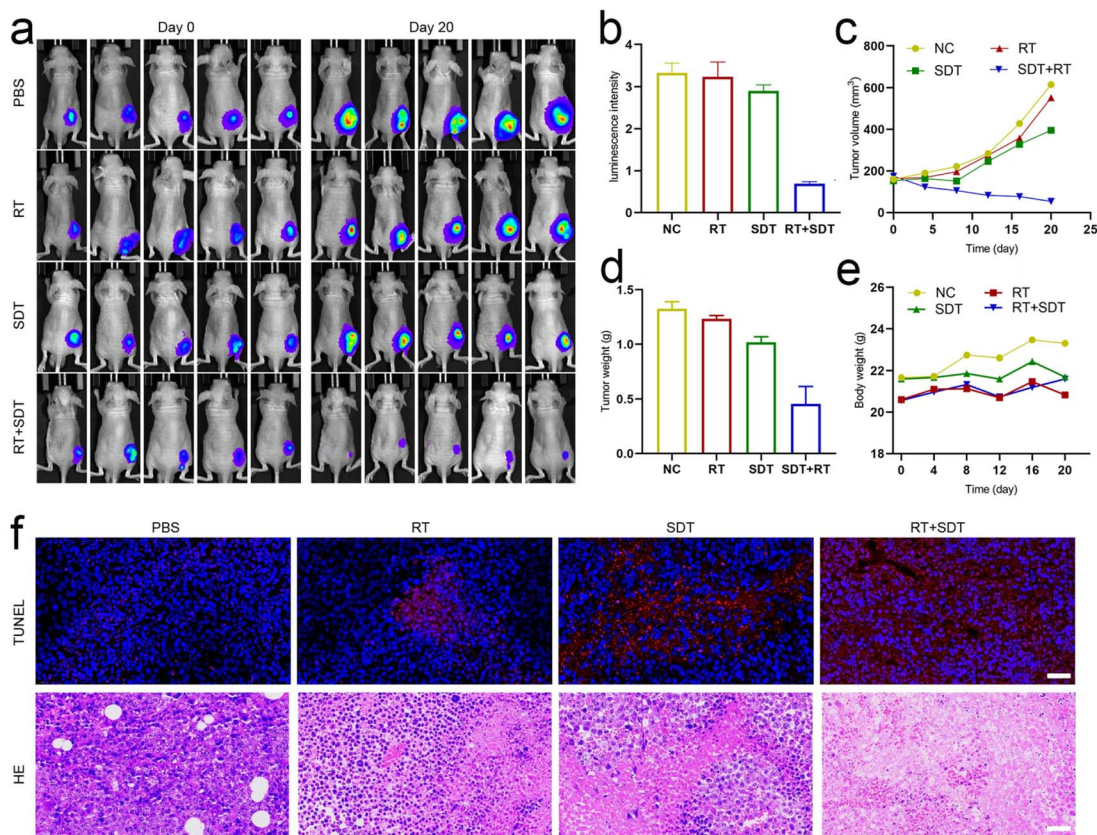 a
Day 0
Day 20
PBS
RT
SDT
RT+SDT
b
luminescence intensity
4
3
2
1
0
NC
RT
SDT
RT+SDT
c
NC
RT
SDT
SDT+RT
Tumor volume (mm³)
800
600
400
200
0
0
5
10
15
20
25
Time (day)
d
Tumor weight (g)
1.5
1.0
0.5
0.0
NC
RT
SDT
SDT+RT
e
NC
RT
SDT
RT+SDT
Body weight (g)
26
24
22
20
18
0
4
8
12
16
20
Time (day)
f
PBS
RT
SDT
RT+SDT
TUNEL
HE